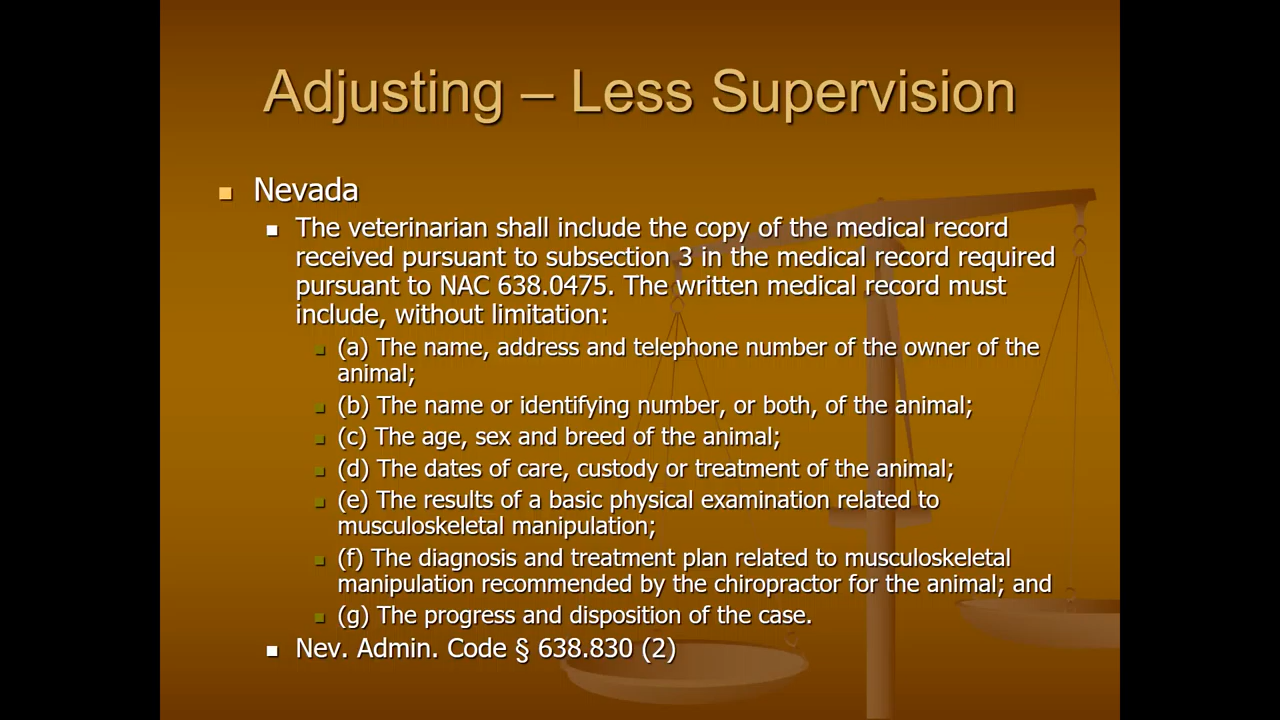 Adjusting – Less Supervision
Nevada
The veterinarian shall include the copy of the medical record
received pursuant to subsection 3 in the medical record required
pursuant to NAC 638.0475. The written medical record must
include, without limitation:
(a) The name, address and telephone number of the owner of the
animal;
(b) The name or identifying number, or both, of the animal;
(c) The age, sex and breed of the animal;
(d) The dates of care, custody or treatment of the animal;
(e) The results of a basic physical examination related to
musculoskeletal manipulation;
(f) The diagnosis and treatment plan related to musculoskeletal
manipulation recommended by the chiropractor for the animal; and
(g) The progress and disposition of the case.
Nev. Admin. Code § 638.830 (2)